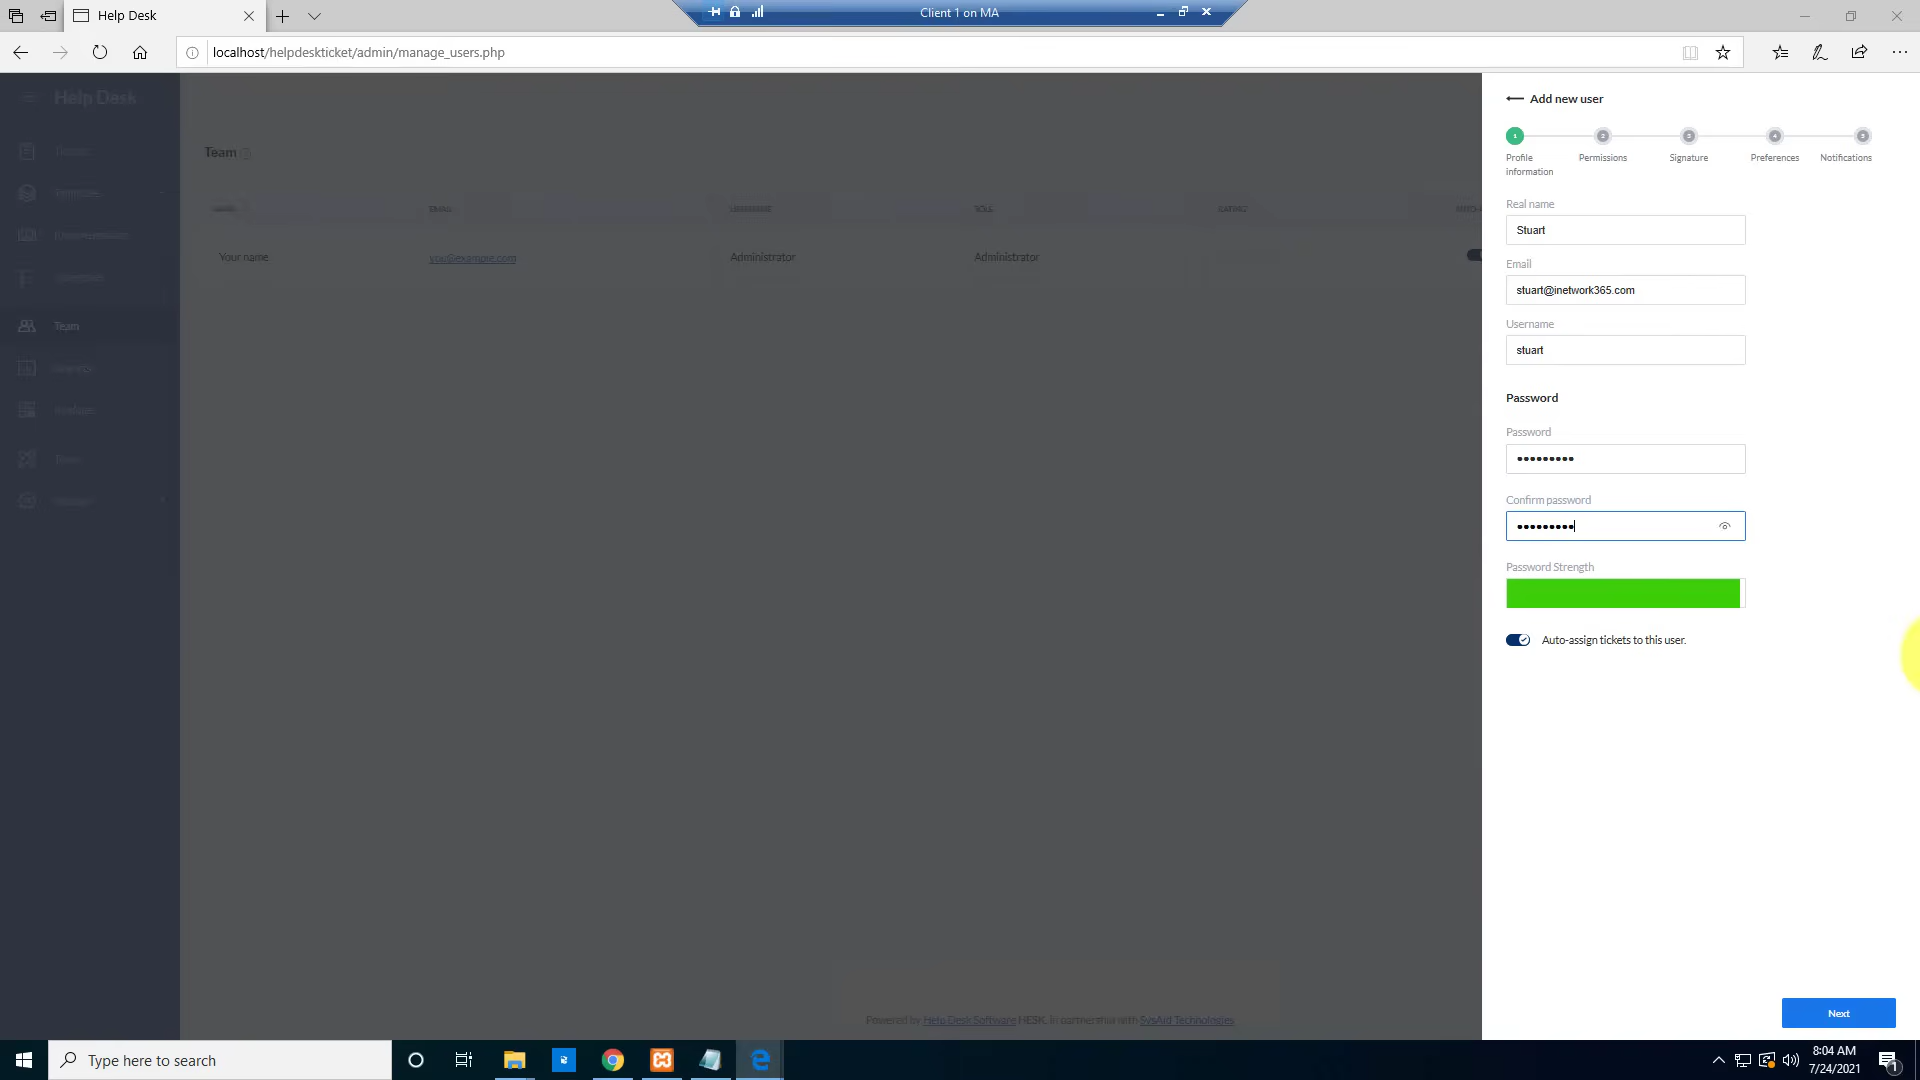 Help Desk
Client 1 on MA
localhost/helpdeskticket/admin/manage_users.php
Help Desk
Team
Team
EMAIL
ROLE
Your name
you@example.com
Administrator
Administrator
Powered by Help Desk Software HESK, in partnership with SysAid Technologies
Add new user
1
2
3
4
5
Profile information
Permissions
Signature
Preferences
Notifications
Real name
Stuart
Email
stuart@inetwork365.com
Username
stuart
Password
Password
•••••••••
Confirm password
•••••••••
Password Strength
Auto-assign tickets to this user.
Next
Type here to search
8:04 AM
7/24/2021
1